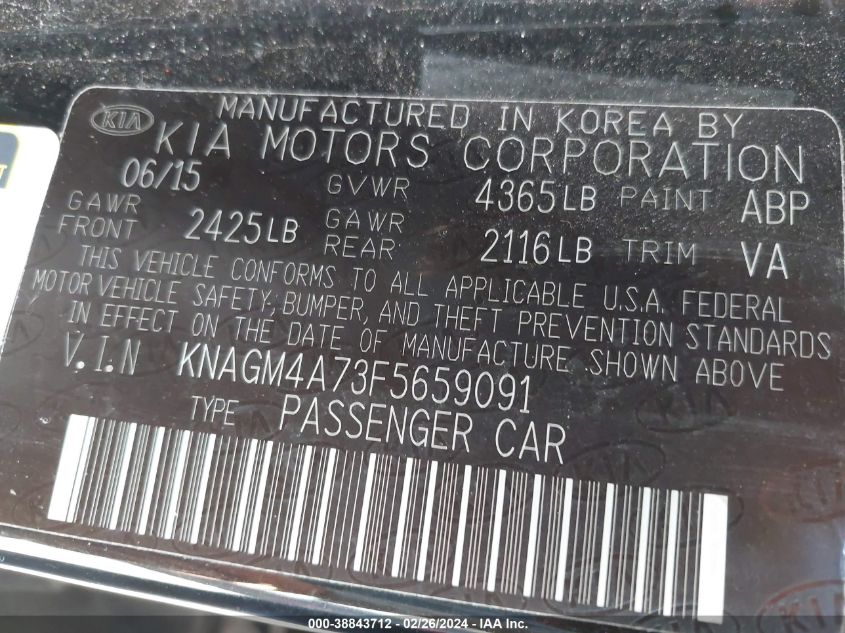 MANUFACTURED IN KOREA BY
KIA KIA MOTORS CORPORATION
06/15 GVWR 4365LB PAINT ABP
GAWR FRONT 2425LB GAWR REAR 2116LB TRIM VA
THIS VEHICLE CONFORMS TO ALL APPLICABLE U.S.A. FEDERAL
MOTOR VEHICLE SAFETY, BUMPER, AND THEFT PREVENTION STANDARDS
IN EFFECT ON THE DATE OF MANUFACTURE SHOWN ABOVE
V.I.N KNAGM4A73F5659091
TYPE PASSENGER CAR
000-38843712 - 02/26/2024 - IAAI - Inc.